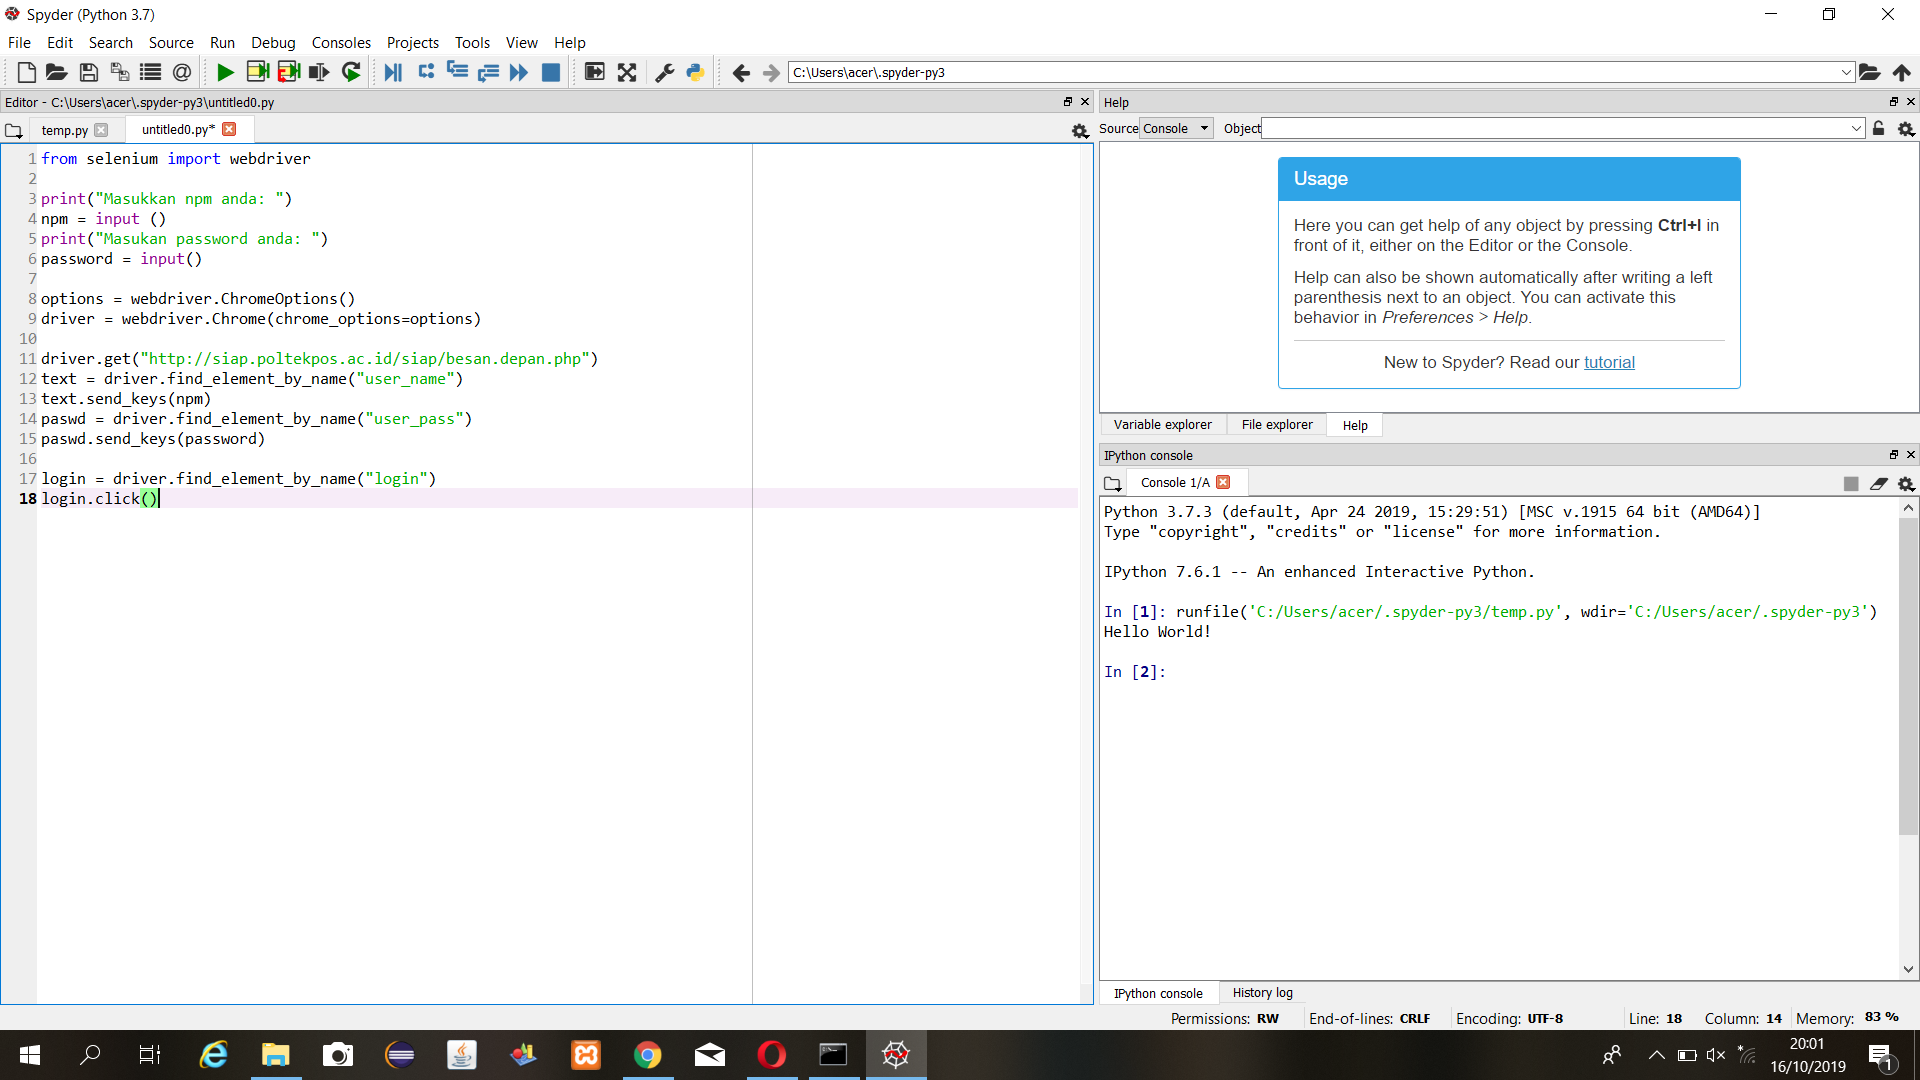 Spyder (Python 3.7)
File Edit Search Source Run Debug Consoles Projects Tools View Help
C:\Users\acer\.spyder-py3
Editor - C:\Users\acer\.spyder-py3\untitled0.py
temp.py untitled0.py*
1 from selenium import webdriver
2
3 print("Masukkan npm anda: ")
4 npm = input ()
5 print("Masukan password anda: ")
6 password = input()
7
8 options = webdriver.ChromeOptions()
9 driver = webdriver.Chrome(chrome_options=options)
10
11 driver.get("http://siap.poltekpos.ac.id/siap/besan.depan.php")
12 text = driver.find_element_by_name("user_name")
13 text.send_keys(npm)
14 paswd = driver.find_element_by_name("user_pass")
15 paswd.send_keys(password)
16
17 login = driver.find_element_by_name("login")
18 login.click()
Help
Source Console Object
Usage
Here you can get help of any object by pressing Ctrl+I in
front of it, either on the Editor or the Console.
Help can also be shown automatically after writing a left
parenthesis next to an object. You can activate this
behavior in Preferences > Help.
New to Spyder? Read our tutorial
Variable explorer File explorer Help
IPython console
Console 1/A
Python 3.7.3 (default, Apr 24 2019, 15:29:51) [MSC v.1915 64 bit (AMD64)]
Type "copyright", "credits" or "license" for more information.
IPython 7.6.1 -- An enhanced Interactive Python.
In [1]: runfile('C:/Users/acer/.spyder-py3/temp.py', wdir='C:/Users/acer/.spyder-py3')
Hello World!
In [2]:
IPython console History log
Permissions: RW End-of-lines: CRLF Encoding: UTF-8 Line: 18 Column: 14 Memory: 83 %
20:01
16/10/2019
1